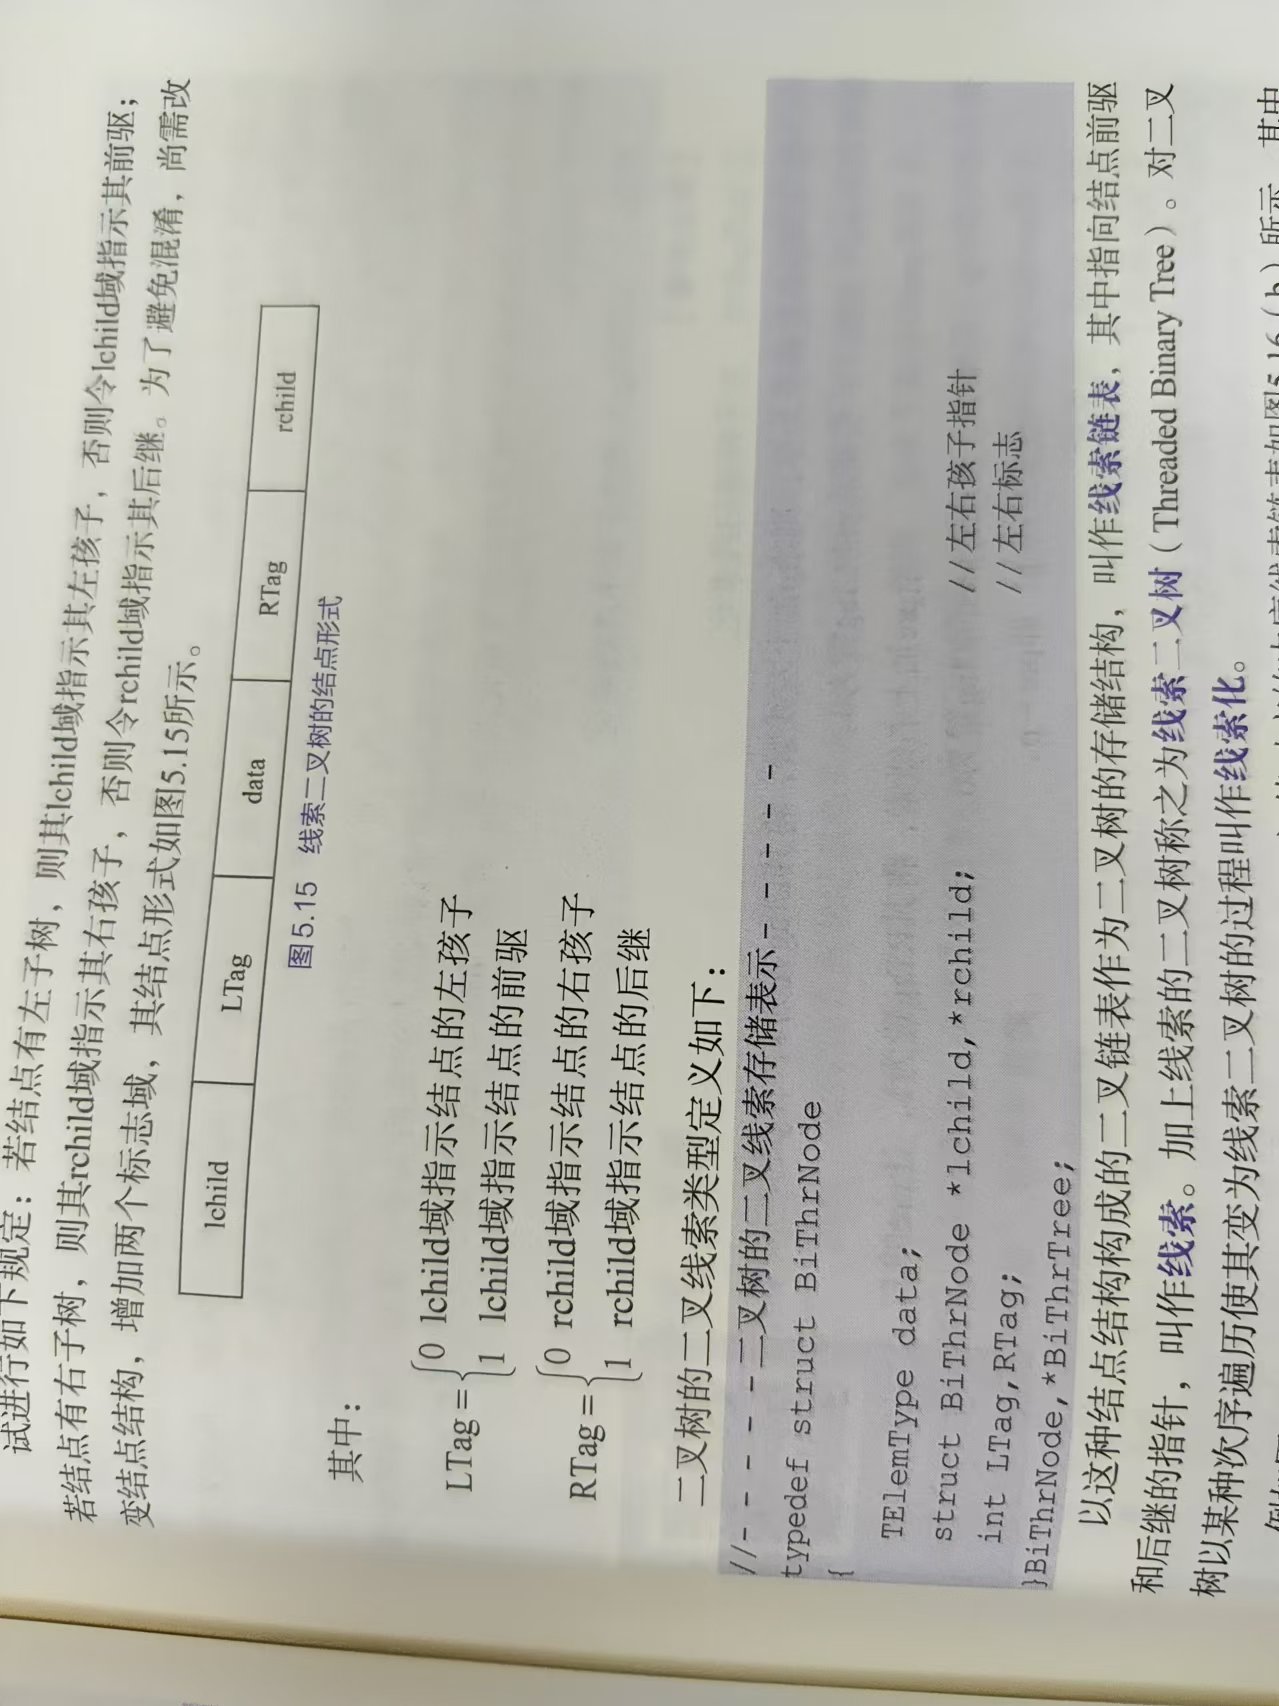 试进行如下规定：若结点有左子树，则其lchild域指示其左孩子，否则令lchild域指示其前驱；
若结点有右子树，则其rchild域指示其右孩子，否则令rchild域指示其后继。为了避免混淆，尚需改
变结点结构，增加两个标志域，其结点形式如图5.15所示。
lchild LTag data RTag rchild
图5.15 线索二叉树的结点形式
其中：
LTag = { 0 lchild域指示结点的左孩子
1 lchild域指示结点的前驱
RTag = { 0 rchild域指示结点的右孩子
1 rchild域指示结点的后继
二叉树的二叉线索类型定义如下：
//- - - - -二叉树的二叉线索存储表示- - - - - -
typedef struct BiThrNode
{
TElemType data;
struct BiThrNode *lchild,*rchild; //左右孩子指针
int LTag,RTag; //左右标志
}BiThrNode,*BiThrTree;
以这种结点结构构成的二叉链表作为二叉树的存储结构，叫作线索链表，其中指向结点前驱
和后继的指针，叫作线索。加上线索的二叉树称之为线索二叉树（Threaded Binary Tree）。对二叉
树以某种次序遍历使其变为线索二叉树的过程叫作线索化。
线索链表如图5.16（b）所示，其中